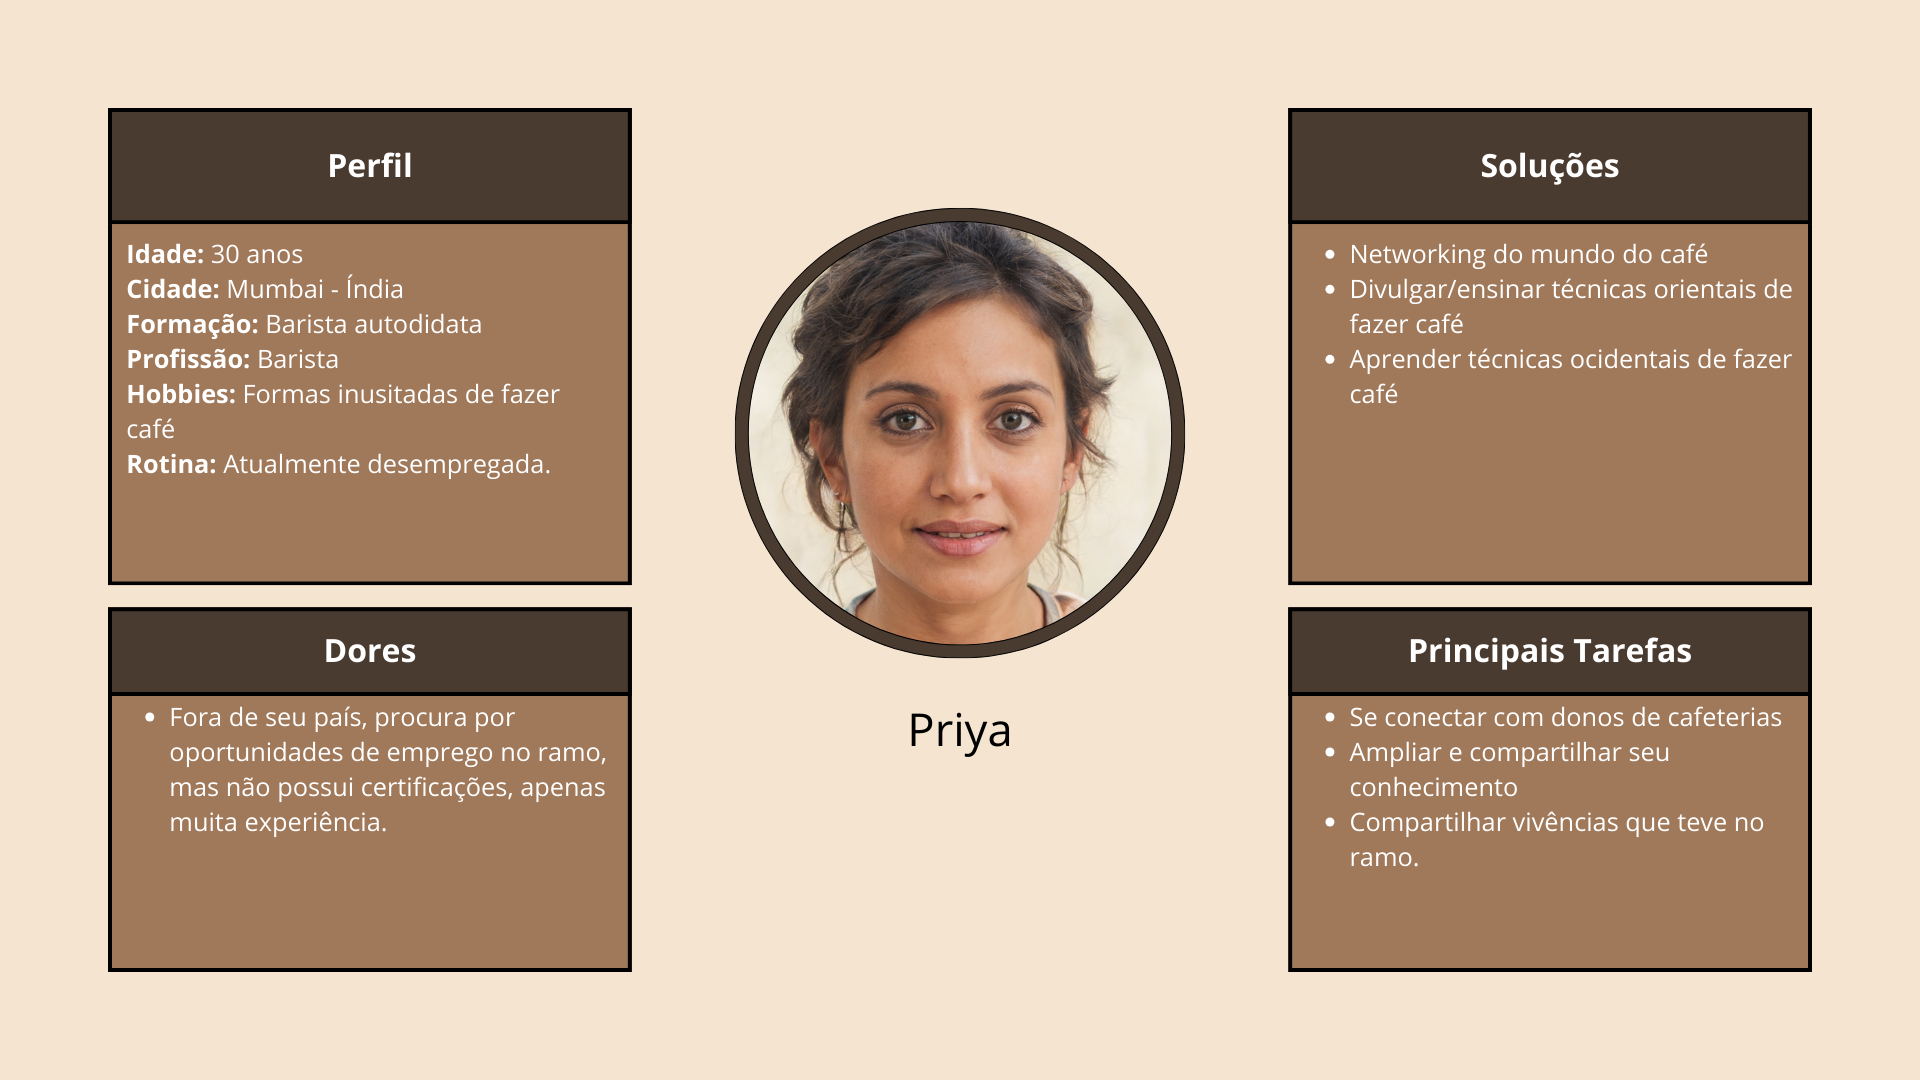 Perfil
Idade: 30 anos
Cidade: Mumbai - Índia
Formação: Barista autodidata
Profissão: Barista
Hobbies: Formas inusitadas de fazer
café
Rotina: Atualmente desempregada.
Dores
• Fora de seu país, procura por
oportunidades de emprego no ramo,
mas não possui certificações, apenas
muita experiência.
Priya
Soluções
• Networking do mundo do café
• Divulgar/ensinar técnicas orientais de
fazer café
• Aprender técnicas ocidentais de fazer
café
Principais Tarefas
• Se conectar com donos de cafeterias
• Ampliar e compartilhar seu
conhecimento
• Compartilhar vivências que teve no
ramo.